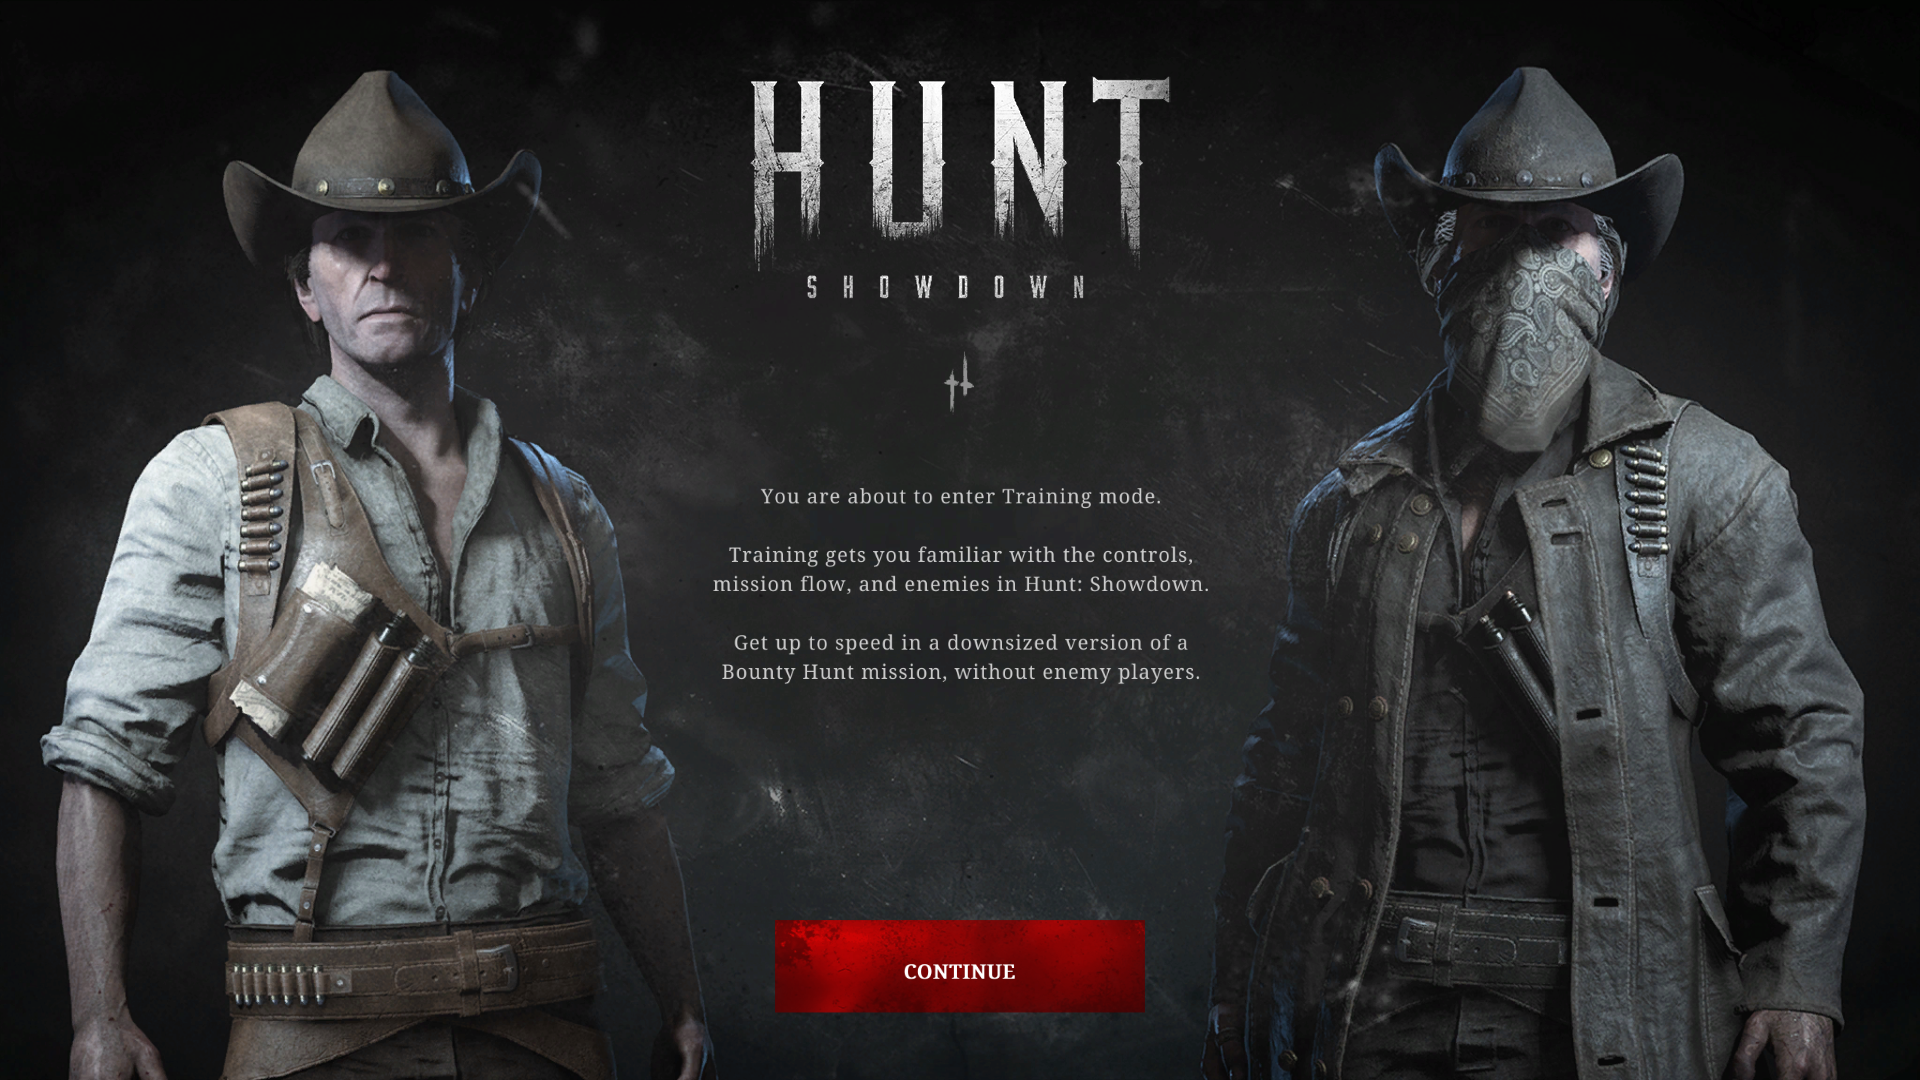 HUNT
SHOWDOWN
You are about to enter Training mode.
Training gets you familiar with the controls,
mission flow, and enemies in Hunt: Showdown.
Get up to speed in a downsized version of a
Bounty Hunt mission, without enemy players.
CONTINUE